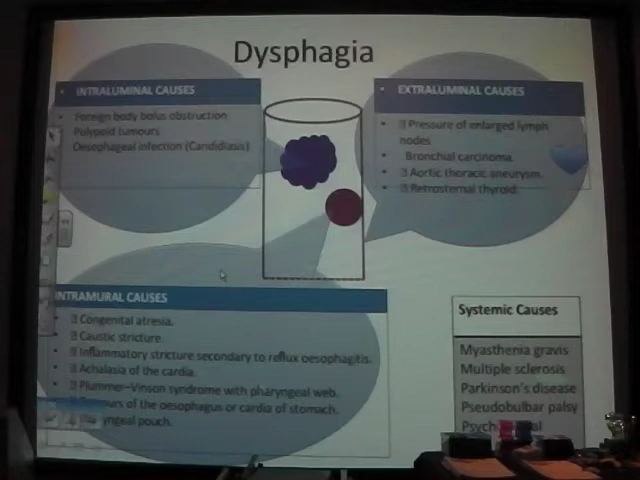 Dysphagia
INTRALUMINAL CAUSES
Foreign body bolus obstruction
Polypoid tumours
Oesophageal infection (Candidiasis)
• EXTRALUMINAL CAUSES
• Pressure of enlarged lymph
nodes
• Bronchial carcinoma.
• Aortic thoracic aneurysm.
• Retrosternal thyroid.
INTRAMURAL CAUSES
• Congenital atresia.
• Caustic stricture.
• Inflammatory stricture secondary to reflux oesophagitis.
• Achalasia of the cardia.
• Plummer–Vinson syndrome with pharyngeal web.
of the oesophagus or cardia of stomach.
pouch.
Systemic Causes
Myasthenia gravis
Multiple sclerosis
Parkinson's disease
Pseudobulbar palsy